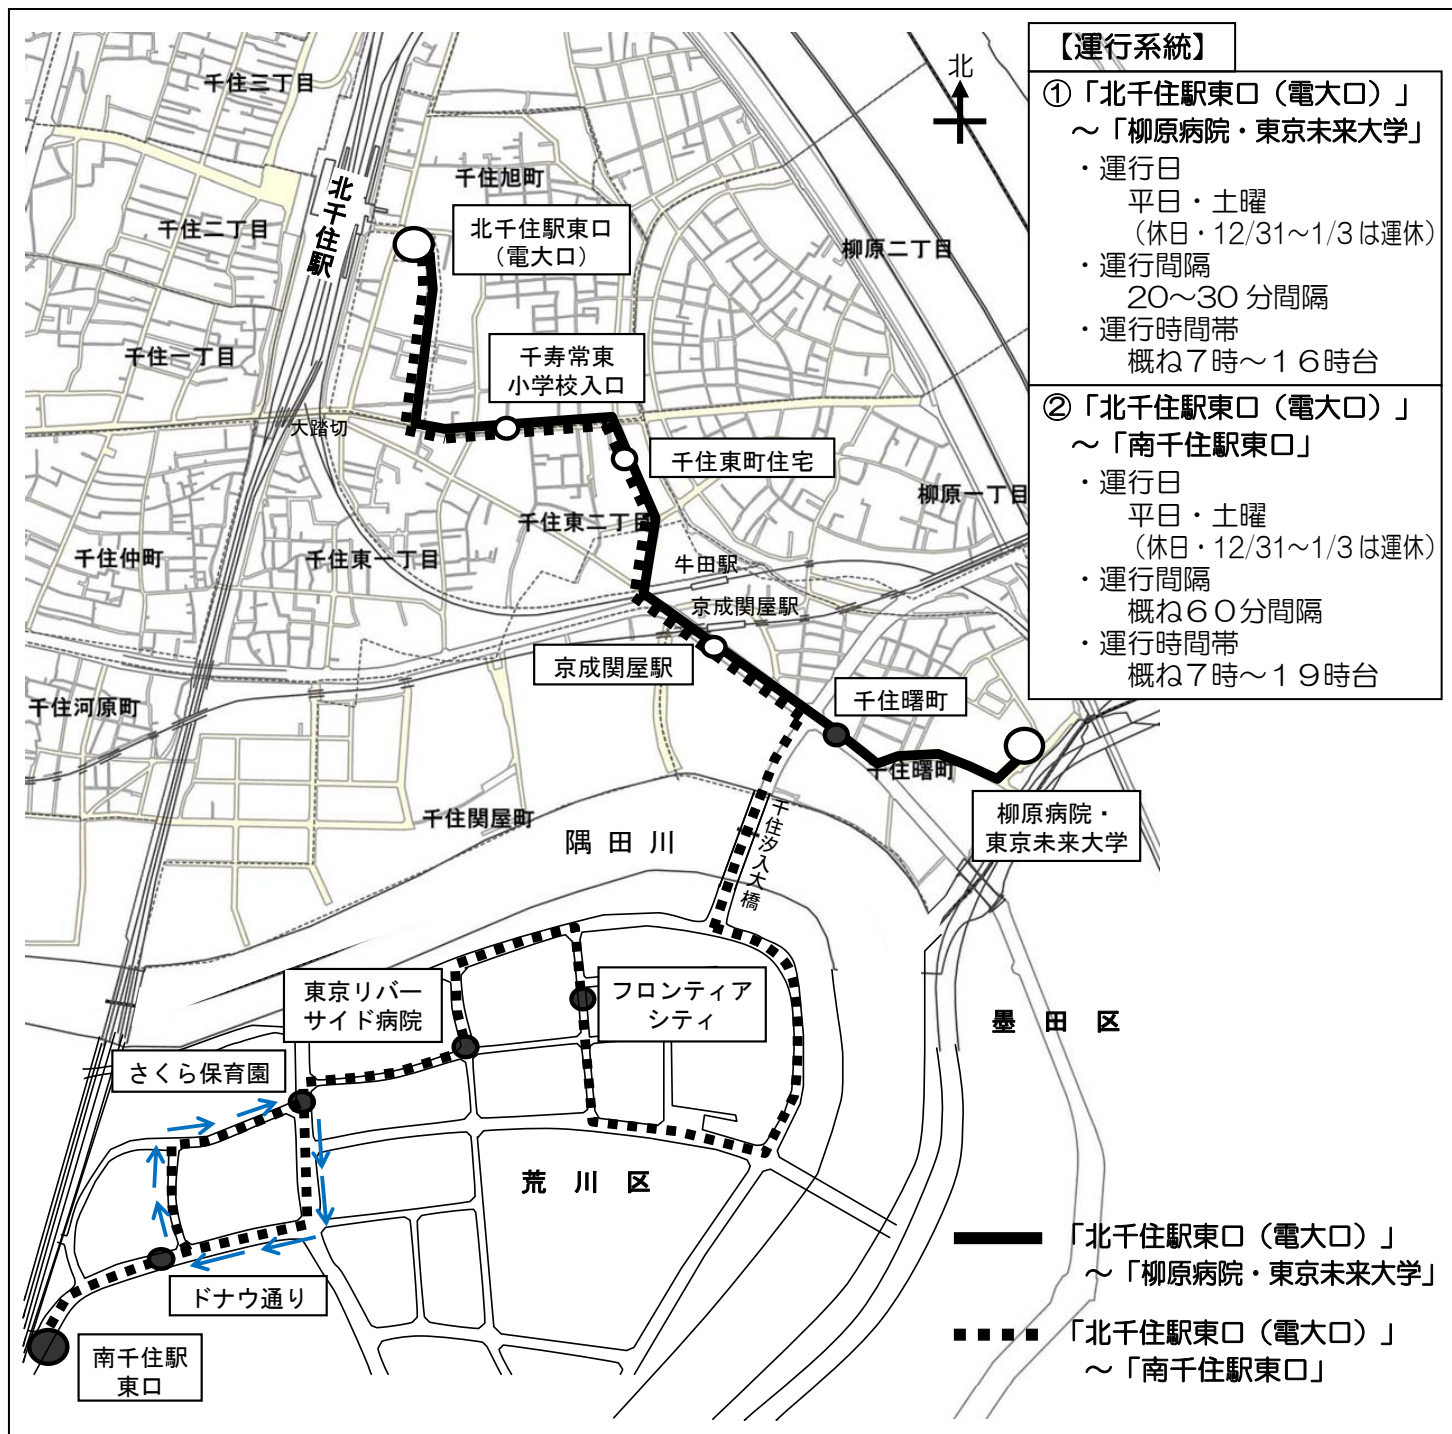 【運行系統】
①「北千住駅東口（電大口）」
～「柳原病院・東京未来大学」
・運行日
平日・土曜
（休日・12/31～1/3は運休）
・運行間隔
20～30分間隔
・運行時間帯
概ね7時～16時台
②「北千住駅東口（電大口）」
～「南千住駅東口」
・運行日
平日・土曜
（休日・12/31～1/3は運休）
・運行間隔
概ね60分間隔
・運行時間帯
概ね7時～19時台
北
千住三丁目
千住旭町
北千住駅
千住二丁目
北千住駅東口
（電大口）
柳原二丁目
千住一丁目
千寿常東
小学校入口
大踏切
千住東町住宅
柳原一丁目
千住東二丁目
千住仲町
千住東一丁目
牛田駅
京成関屋駅
京成関屋駅
千住曙町
千住河原町
千住曙町
千住関屋町
柳原病院・
東京未来大学
隅田川
千住汐入大橋
東京リバー
サイド病院
フロンティア
シティ
墨田区
さくら保育園
荒川区
ドナウ通り
南千住駅
東口
「北千住駅東口（電大口）」
～「柳原病院・東京未来大学」
「北千住駅東口（電大口）」
～「南千住駅東口」